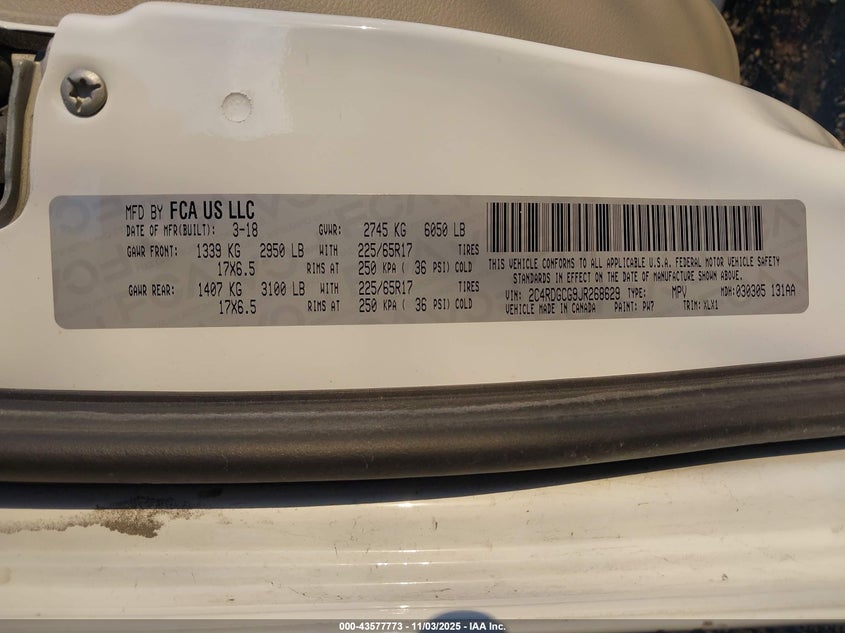 MFD BY FCA US LLC
DATE OF MFR(BUILT): 3-18 GVWR: 2745 KG 6050 LB
GAWR FRONT: 1339 KG 2950 LB WITH 225/65R17 TIRES
17X6.5 RIMS AT 250 KPA ( 36 PSI) COLD
GAWR REAR: 1407 KG 3100 LB WITH 225/65R17 TIRES
17X6.5 RIMS AT 250 KPA ( 36 PSI) COLD
THIS VEHICLE CONFORMS TO ALL APPLICABLE U.S.A. FEDERAL MOTOR VEHICLE SAFETY
STANDARDS IN EFFECT ON THE DATE OF MANUFACTURE SHOWN ABOVE.
VIN: 2C4RDGCG9JR268629 TYPE: MPV MDH: 030305 131AA
VEHICLE MADE IN CANADA PAINT: PW7 TRIM: XLX1
000-43577773 - 11/03/2025 - IAA Inc.